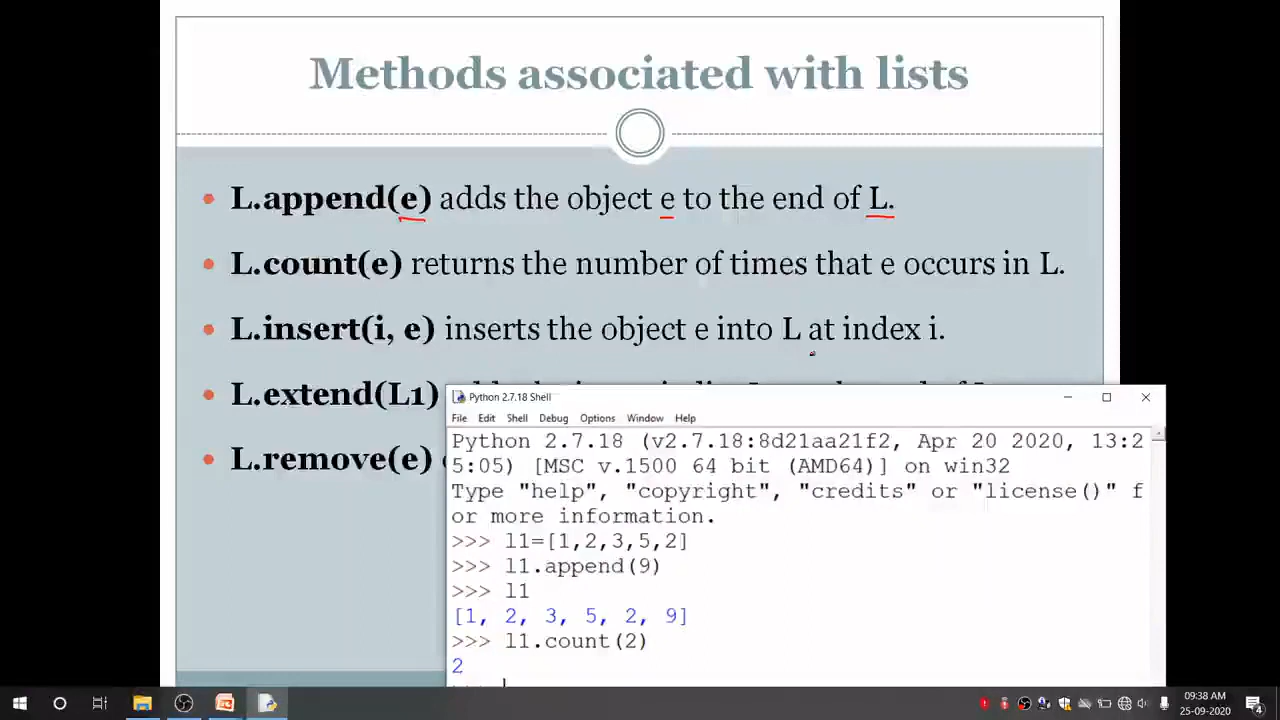 Methods associated with lists
• L.append(e) adds the object e to the end of L.
• L.count(e) returns the number of times that e occurs in L.
• L.insert(i, e) inserts the object e into L at index i.
• L.extend(L1)
• L.remove(e)
Python 2.7.18 Shell
File Edit Shell Debug Options Window Help
Python 2.7.18 (v2.7.18:8d21aa21f2, Apr 20 2020, 13:2
5:05) [MSC v.1500 64 bit (AMD64)] on win32
Type "help", "copyright", "credits" or "license()" f
or more information.
>>> l1=[1,2,3,5,2]
>>> l1.append(9)
>>> l1
[1, 2, 3, 5, 2, 9]
>>> l1.count(2)
2
09:38 AM
25-09-2020
4